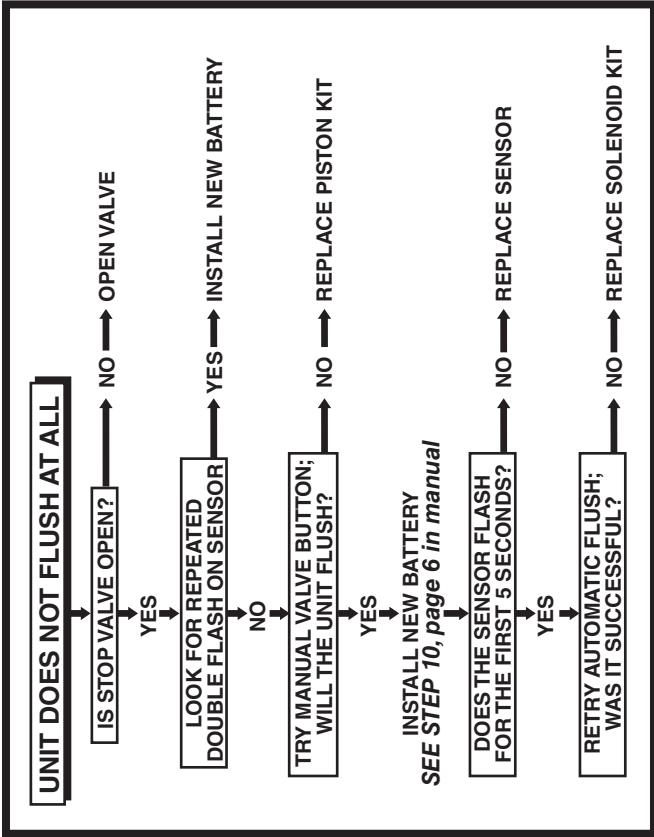 UNIT DOES NOT FLUSH AT ALL
IS STOP VALVE OPEN?
NO
OPEN VALVE
YES
LOOK FOR REPEATED
DOUBLE FLASH ON SENSOR
YES
INSTALL NEW BATTERY
NO
TRY MANUAL VALVE BUTTON;
WILL THE UNIT FLUSH?
NO
REPLACE PISTON KIT
YES
INSTALL NEW BATTERY
SEE STEP 10, page 6 in manual
DOES THE SENSOR FLASH
FOR THE FIRST 5 SECONDS?
NO
REPLACE SENSOR
YES
RETRY AUTOMATIC FLUSH;
WAS IT SUCCESSFUL?
NO
REPLACE SOLENOID KIT